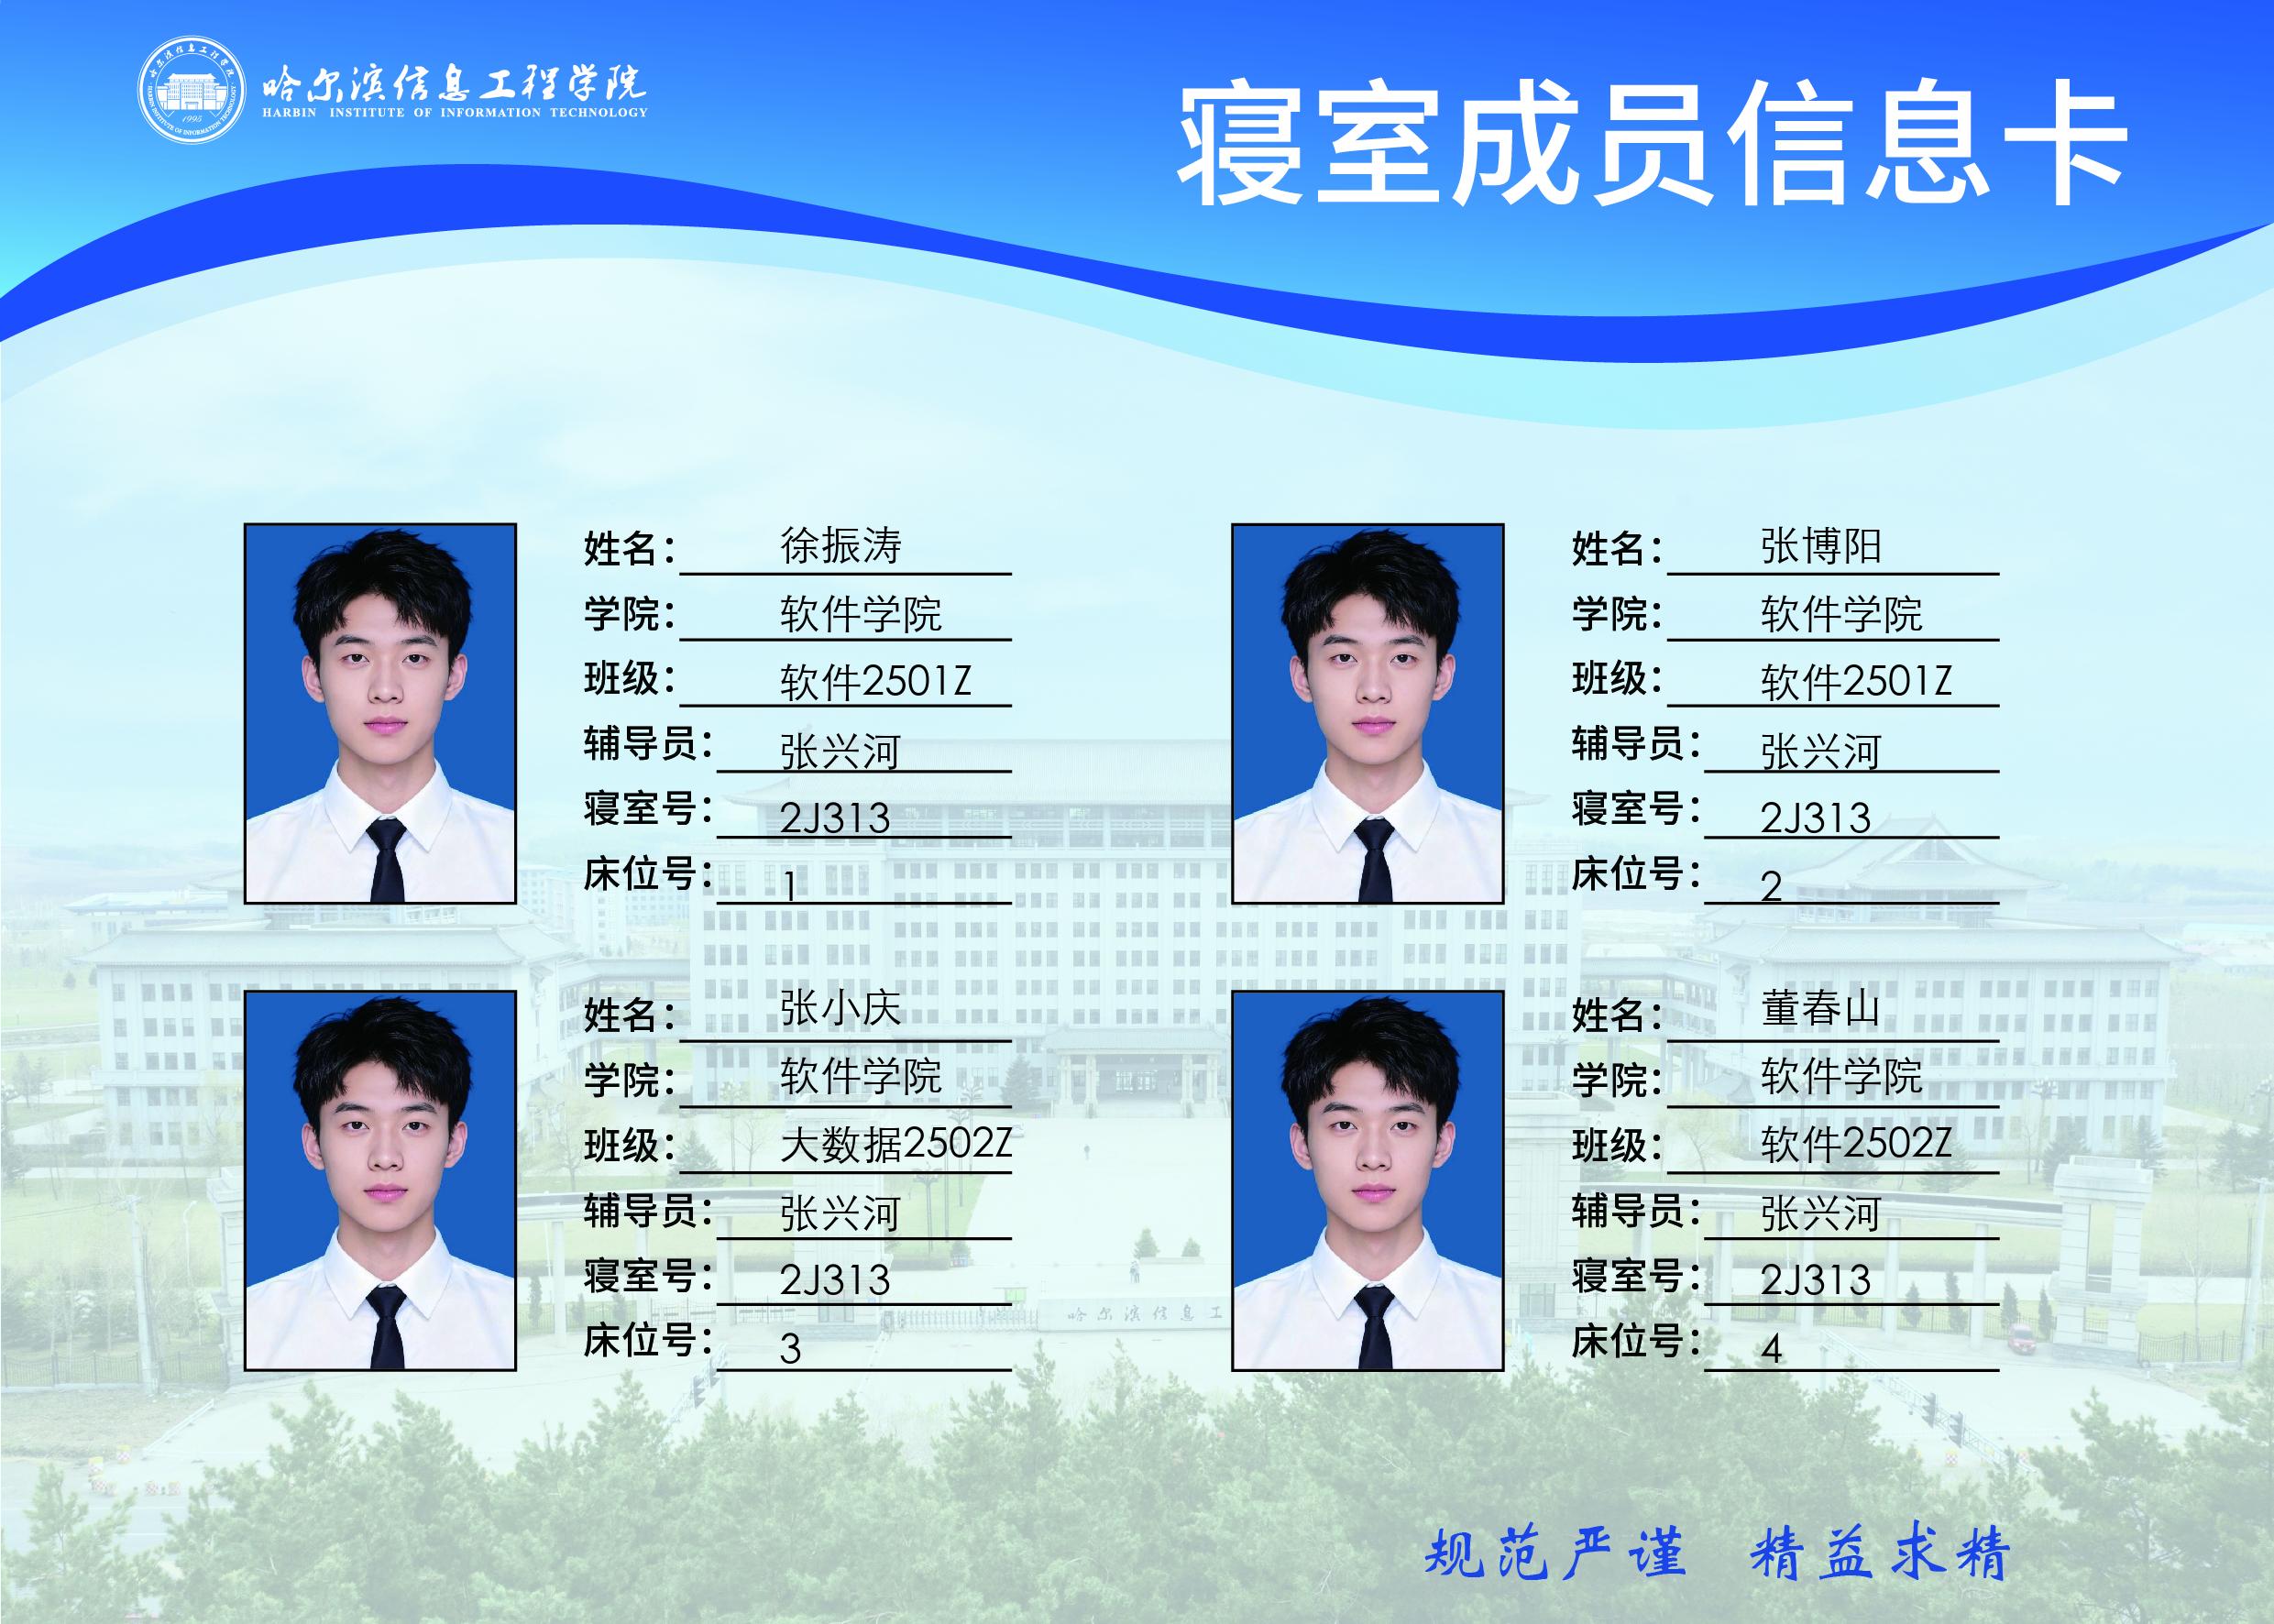 哈尔滨信息工程学院
HARBIN INSTITUTE OF INFORMATION TECHNOLOGY
1995
寝室成员信息卡
姓名：徐振涛
学院：软件学院
班级：软件2501Z
辅导员：张兴河
寝室号：2J313
床位号：1
姓名：张博阳
学院：软件学院
班级：软件2501Z
辅导员：张兴河
寝室号：2J313
床位号：2
姓名：张小庆
学院：软件学院
班级：大数据2502Z
辅导员：张兴河
寝室号：2J313
床位号：3
姓名：董春山
学院：软件学院
班级：软件2502Z
辅导员：张兴河
寝室号：2J313
床位号：4
哈尔滨信息工
规范严谨 精益求精